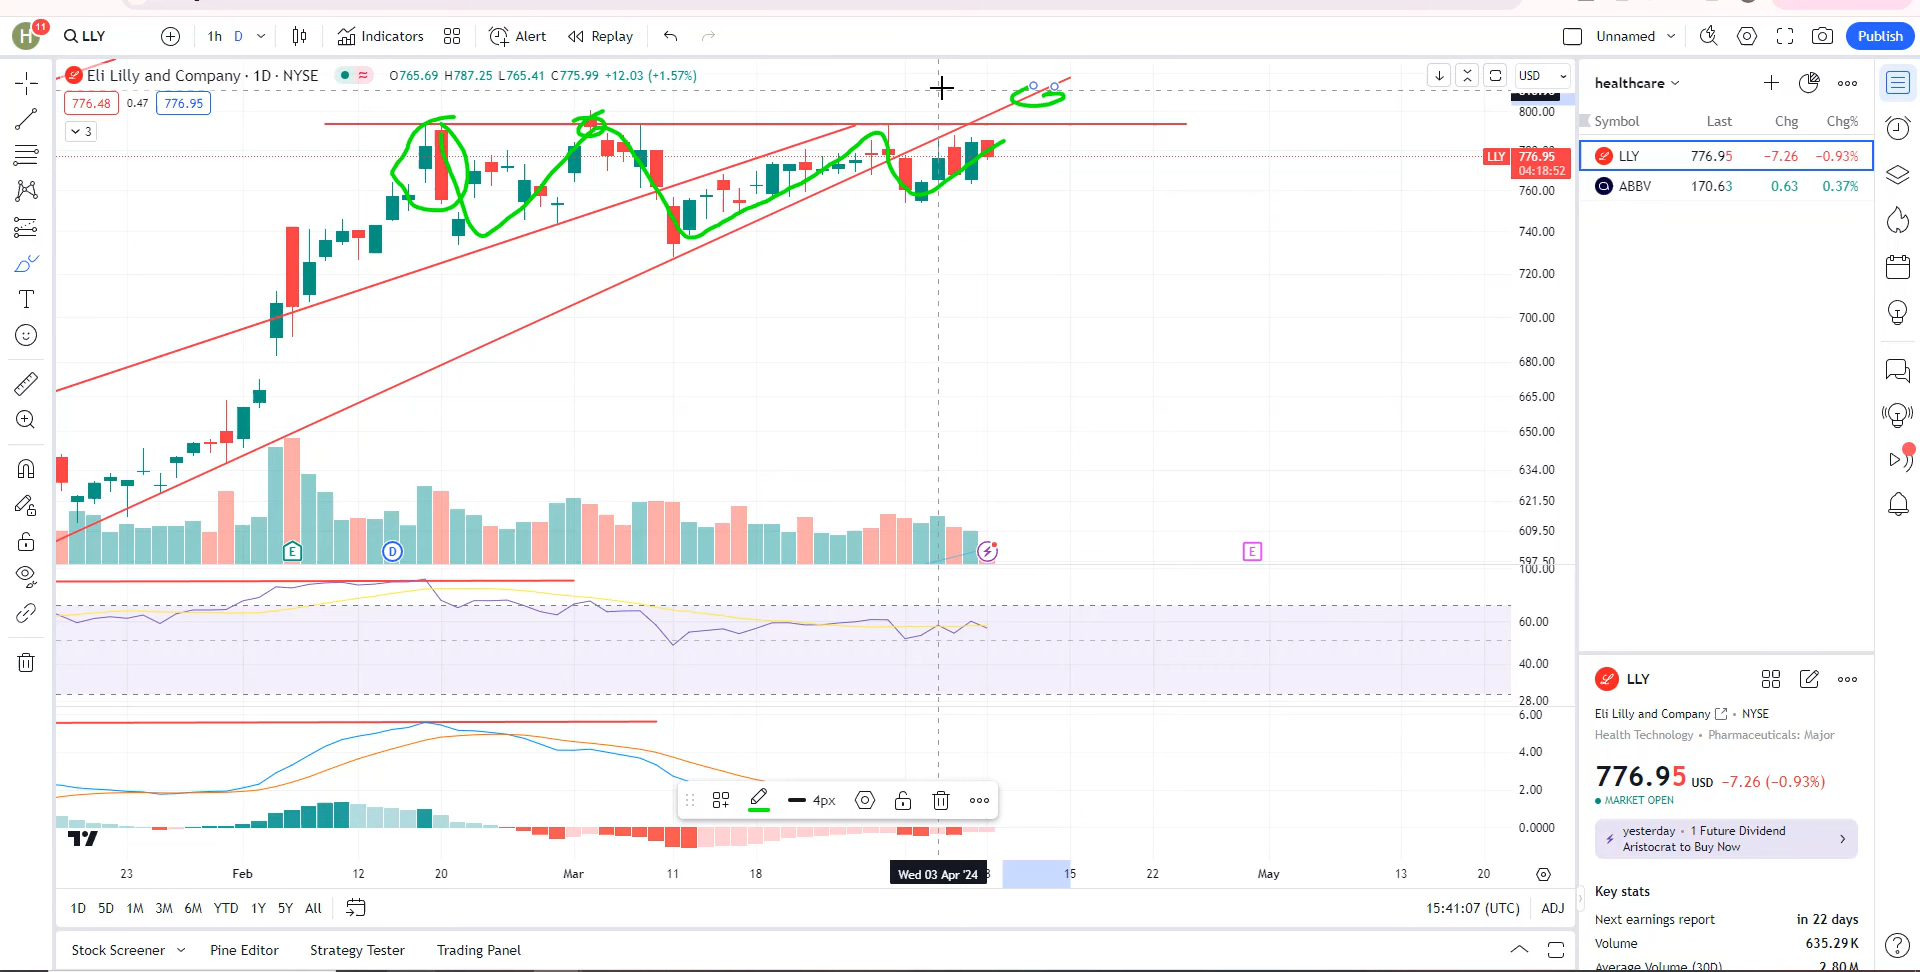 H 11 LLY 1h D Indicators Alert Replay Unnamed Publish
Eli Lilly and Company · 1D · NYSE O765.69 H787.25 L765.41 C775.99 +12.03 (+1.57%) USD
776.48 0.47 776.95
3
800.00
LLY 776.95
04:18:52
760.00
740.00
720.00
700.00
680.00
665.00
650.00
634.00
621.50
609.50
597.50
E D E
100.00
60.00
40.00
28.00
6.00
4.00
2.00
0.0000
4px
23 Feb 12 20 Mar 11 18 Wed 03 Apr '24 15 22 May 13 20
1D 5D 1M 3M 6M YTD 1Y 5Y All 15:41:07 (UTC) ADJ
Stock Screener Pine Editor Strategy Tester Trading Panel
healthcare
Symbol Last Chg Chg%
LLY 776.95 −7.26 −0.93%
ABBV 170.63 0.63 0.37%
LLY
Eli Lilly and Company • NYSE
Health Technology • Pharmaceuticals: Major
776.95 USD −7.26 (−0.93%)
MARKET OPEN
yesterday • 1 Future Dividend
Aristocrat to Buy Now
Key stats
Next earnings report in 22 days
Volume 635.29K
Average Volume (30D) 2.80M